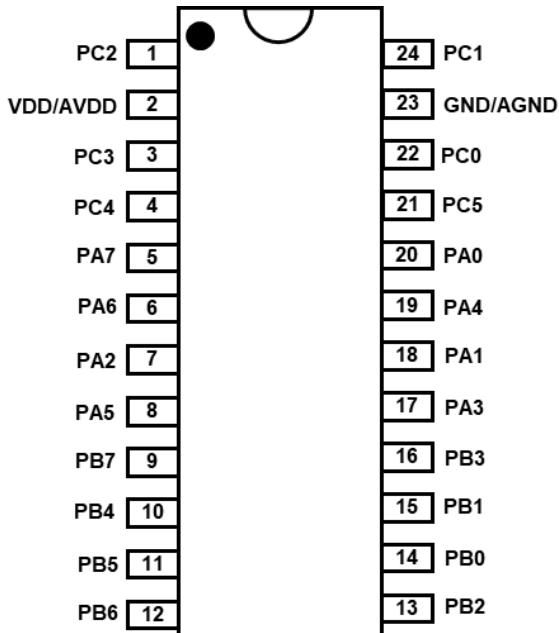 PC2 1 24 PC1
VDD/AVDD 2 23 GND/AGND
PC3 3 22 PC0
PC4 4 21 PC5
PA7 5 20 PA0
PA6 6 19 PA4
PA2 7 18 PA1
PA5 8 17 PA3
PB7 9 16 PB3
PB4 10 15 PB1
PB5 11 14 PB0
PB6 12 13 PB2